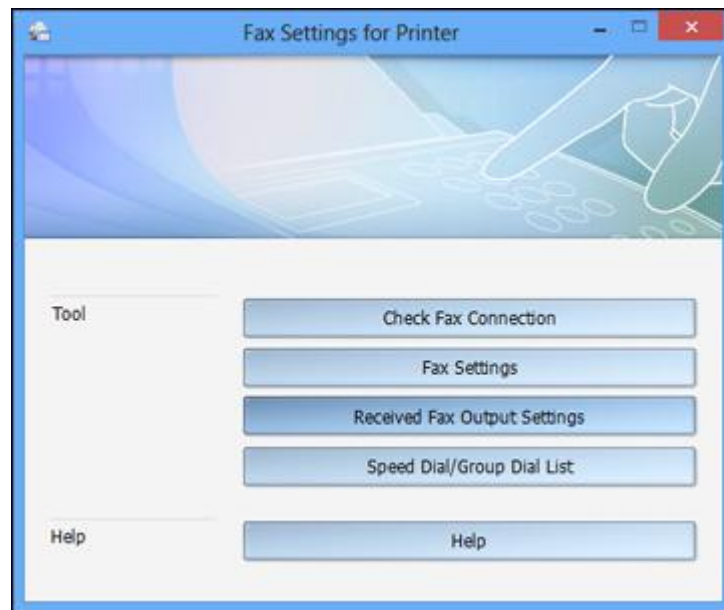 Fax Settings for Printer
Tool
Check Fax Connection
Fax Settings
Received Fax Output Settings
Speed Dial/Group Dial List
Help
Help